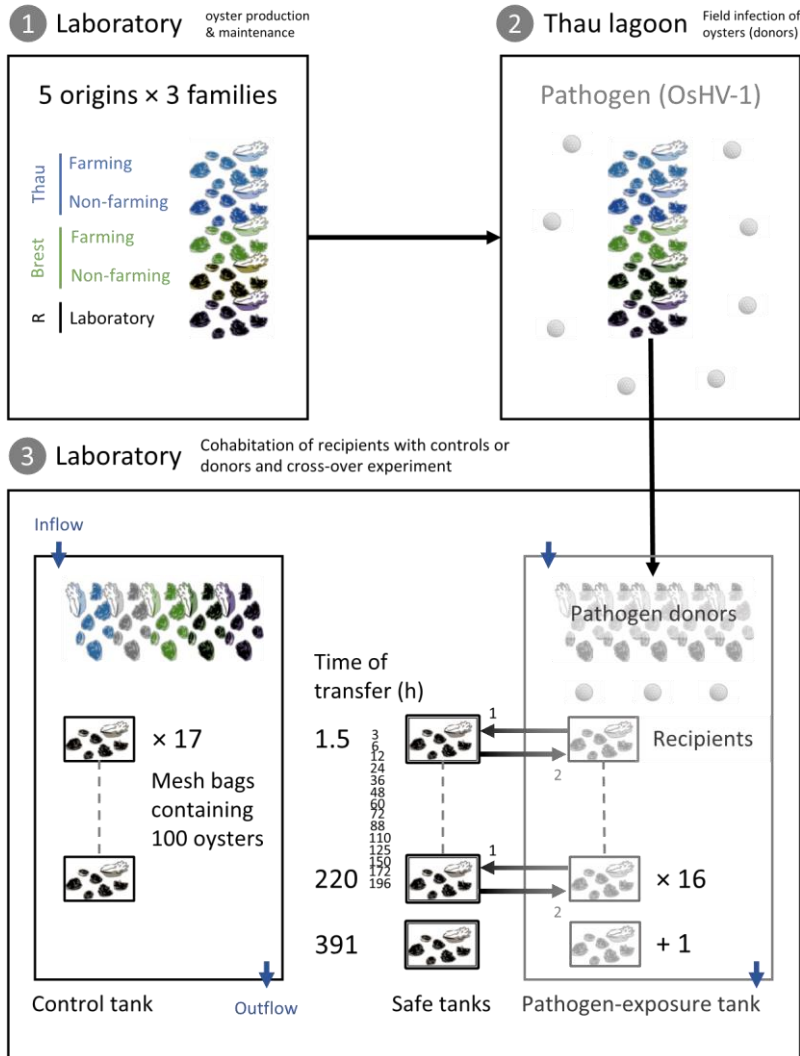 1 Laboratory
oyster production
& maintenance
2 Thau lagoon
Field infection of
oysters (donors)
5 origins × 3 families
Thau
Farming
Non-farming
Brest
Farming
Non-farming
R
Laboratory
Pathogen (OsHV-1)
3 Laboratory
Cohabitation of recipients with controls or
donors and cross-over experiment
Inflow
Pathogen donors
Time of
transfer (h)
× 17
Mesh bags
containing
100 oysters
1.5
3
6
12
24
36
48
60
72
88
110
125
150
172
196
1
2
Recipients
220
1
2
× 16
391
+ 1
Control tank
Outflow
Safe tanks
Pathogen-exposure tank